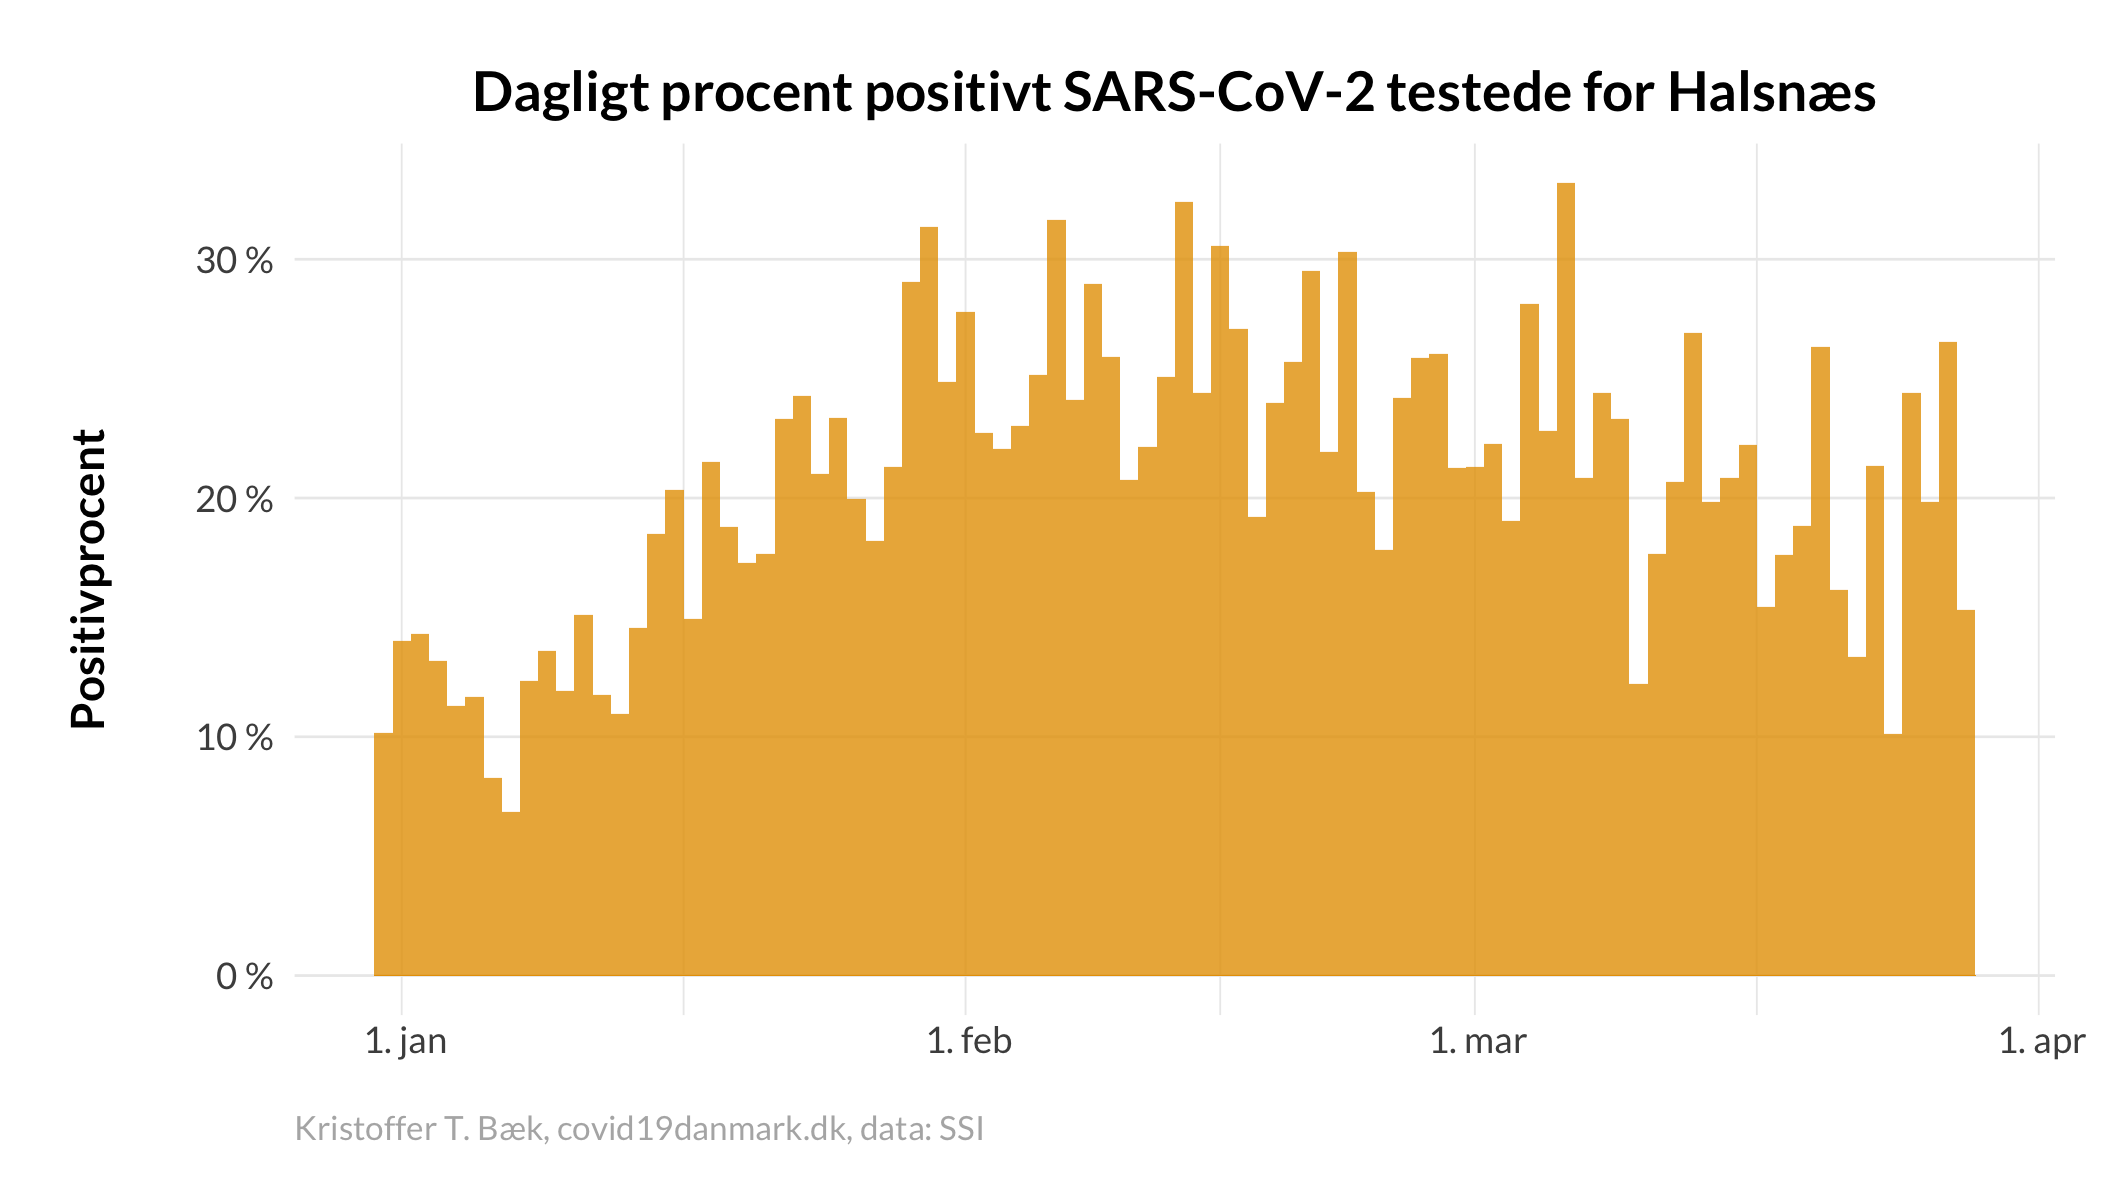 Dagligt procent positivt SARS-CoV-2 testede for Halsnæs
Positivprocent
30 %
20 %
10 %
0 %
1. jan
1. feb
1. mar
1. apr
Kristoffer T. Bæk, covid19danmark.dk, data: SSI